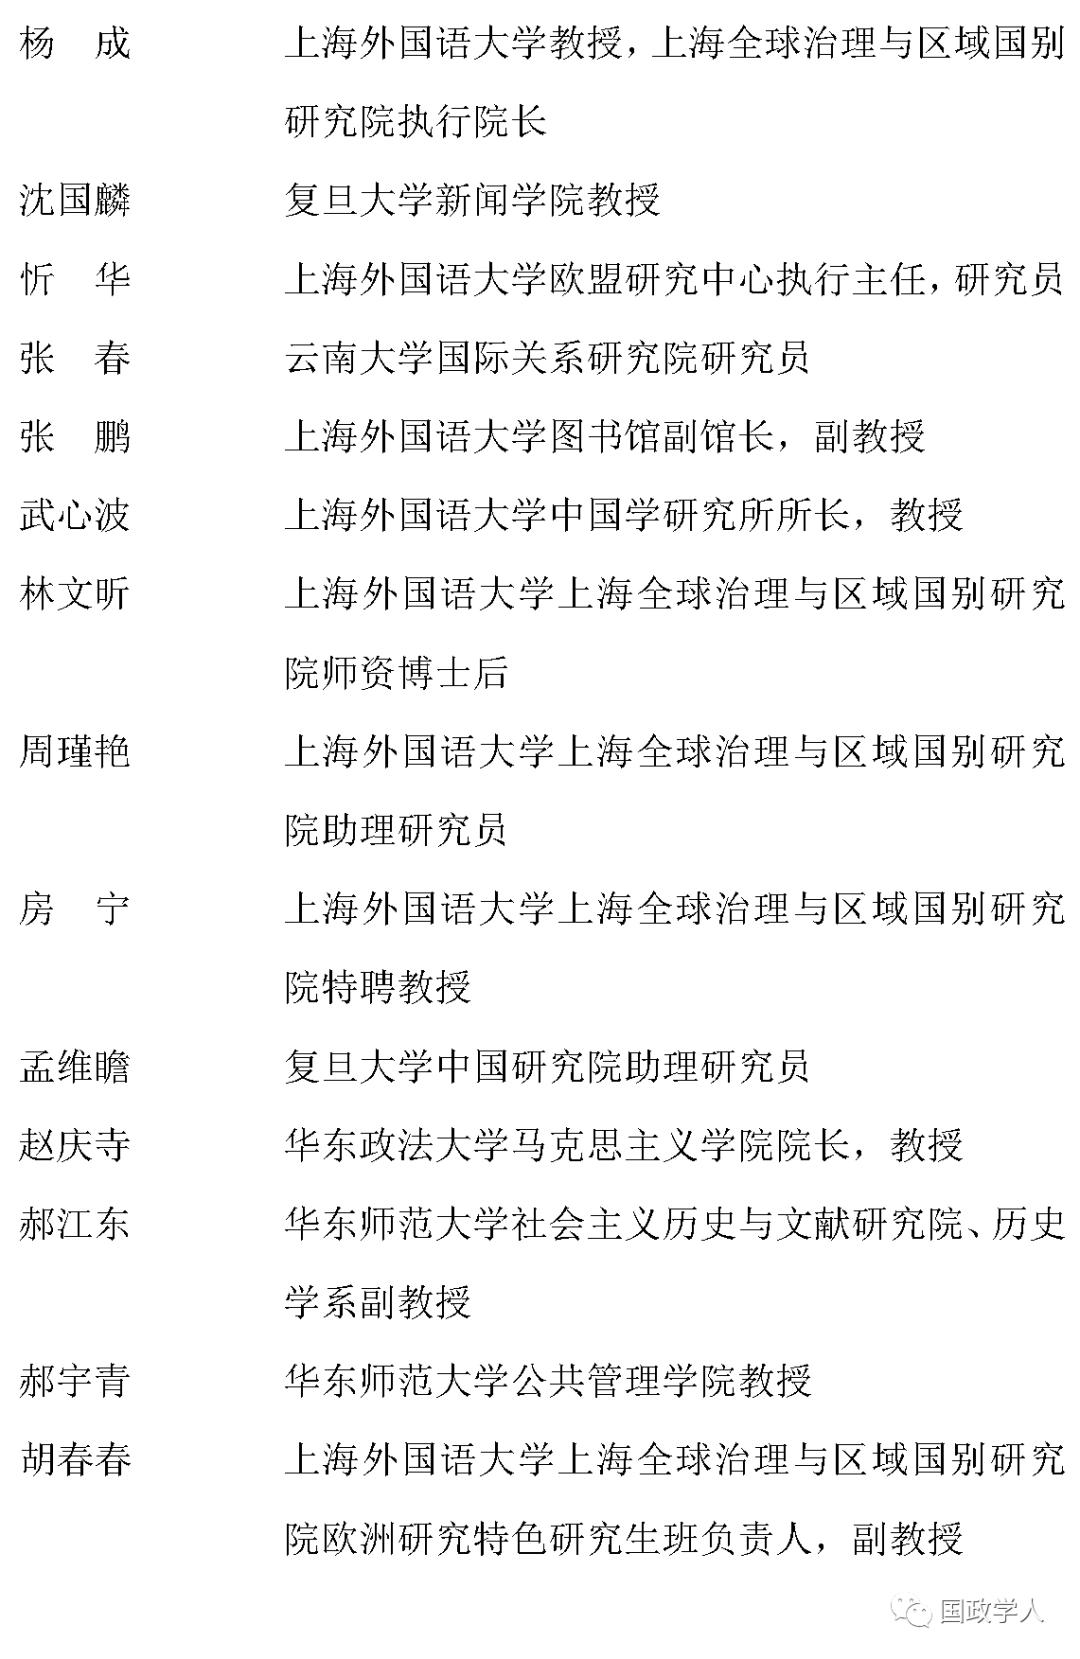 杨　成　上海外国语大学教授，上海全球治理与区域国别
研究院执行院长
沈国麟　复旦大学新闻学院教授
忻　华　上海外国语大学欧盟研究中心执行主任，研究员
张　春　云南大学国际关系研究院研究员
张　鹏　上海外国语大学图书馆副馆长，副教授
武心波　上海外国语大学中国学研究所所长，教授
林文昕　上海外国语大学上海全球治理与区域国别研究
院师资博士后
周瑾艳　上海外国语大学上海全球治理与区域国别研究
院助理研究员
房　宁　上海外国语大学上海全球治理与区域国别研究
院特聘教授
孟维瞻　复旦大学中国研究院助理研究员
赵庆寺　华东政法大学马克思主义学院院长，教授
郝江东　华东师范大学社会主义历史与文献研究院、历史
学系副教授
郝宇青　华东师范大学公共管理学院教授
胡春春　上海外国语大学上海全球治理与区域国别研究
院欧洲研究特色研究生班负责人，副教授
国政学人